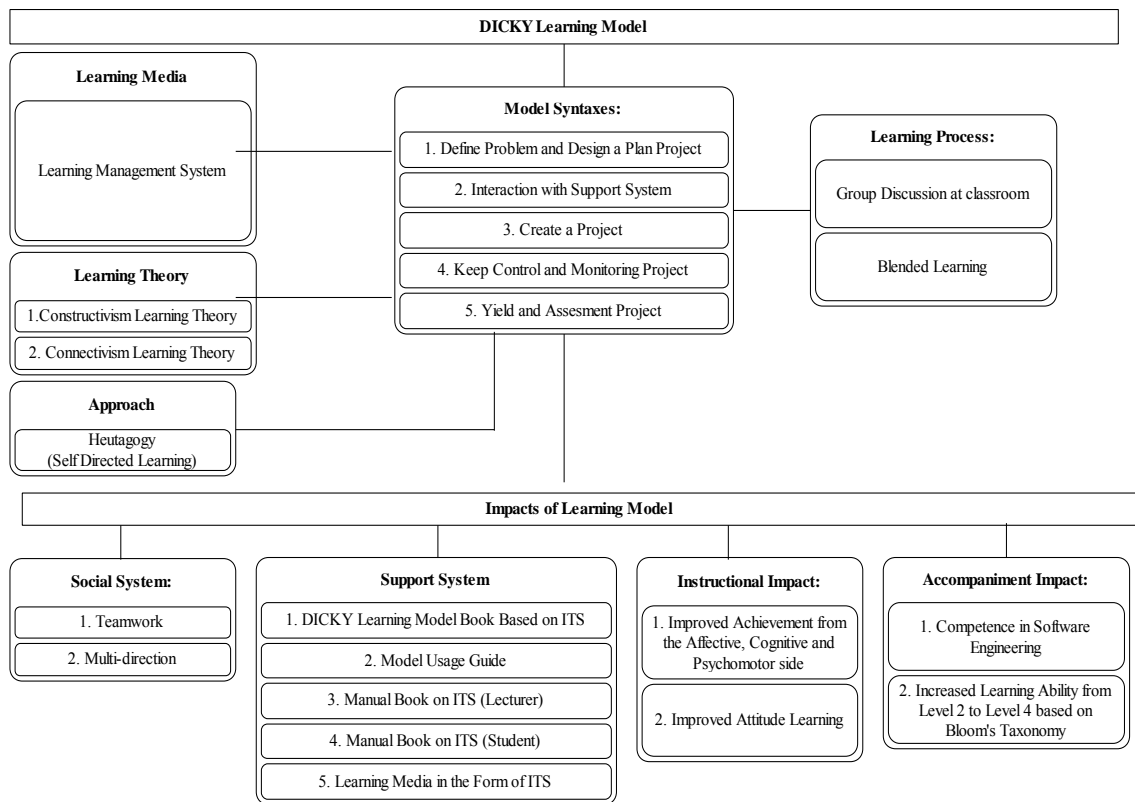 DICKY Learning Model
Learning Media
Learning Management System
Learning Theory
1.Constructivism Learning Theory
2. Connectivism Learning Theory
Approach
Heutagogy
(Self Directed Learning)
Model Syntaxes:
1. Define Problem and Design a Plan Project
2. Interaction with Support System
3. Create a Project
4. Keep Control and Monitoring Project
5. Yield and Assesment Project
Learning Process:
Group Discussion at classroom
Blended Learning
Impacts of Learning Model
Social System:
1. Teamwork
2. Multi-direction
Support System
1. DICKY Learning Model Book Based on ITS
2. Model Usage Guide
3. Manual Book on ITS (Lecturer)
4. Manual Book on ITS (Student)
5. Learning Media in the Form of ITS
Instructional Impact:
1. Improved Achievement from
the Affective, Cognitive and
Psychomotor side
2. Improved Attitude Learning
Accompaniment Impact:
1. Competence in Software
Engineering
2. Increased Learning Ability from
Level 2 to Level 4 based on
Bloom's Taxonomy